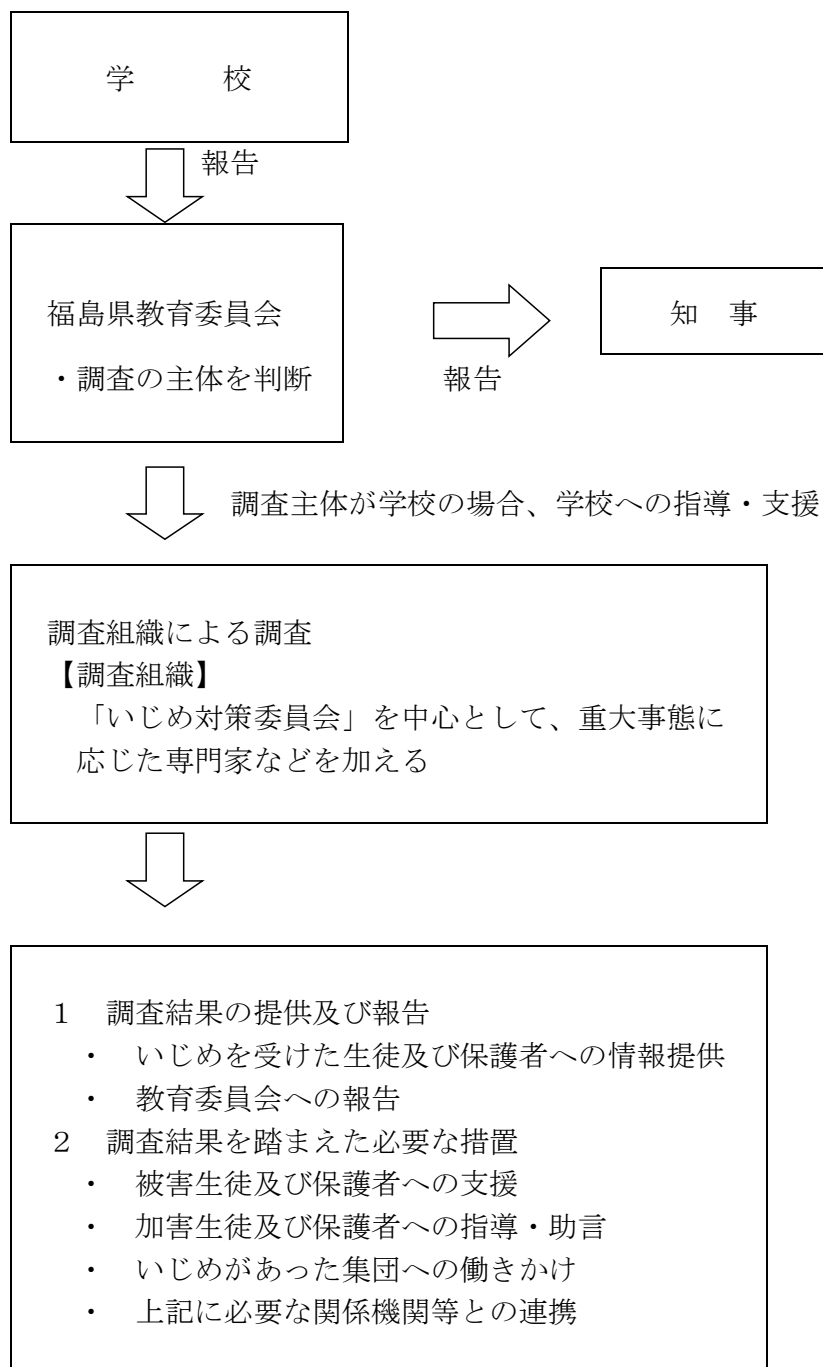 学　　校
報告
福島県教育委員会
・調査の主体を判断
報告
知　事
調査主体が学校の場合、学校への指導・支援
調査組織による調査
【調査組織】
「いじめ対策委員会」を中心として、重大事態に
応じた専門家などを加える
１　調査結果の提供及び報告
・　いじめを受けた生徒及び保護者への情報提供
・　教育委員会への報告
２　調査結果を踏まえた必要な措置
・　被害生徒及び保護者への支援
・　加害生徒及び保護者への指導・助言
・　いじめがあった集団への働きかけ
・　上記に必要な関係機関等との連携